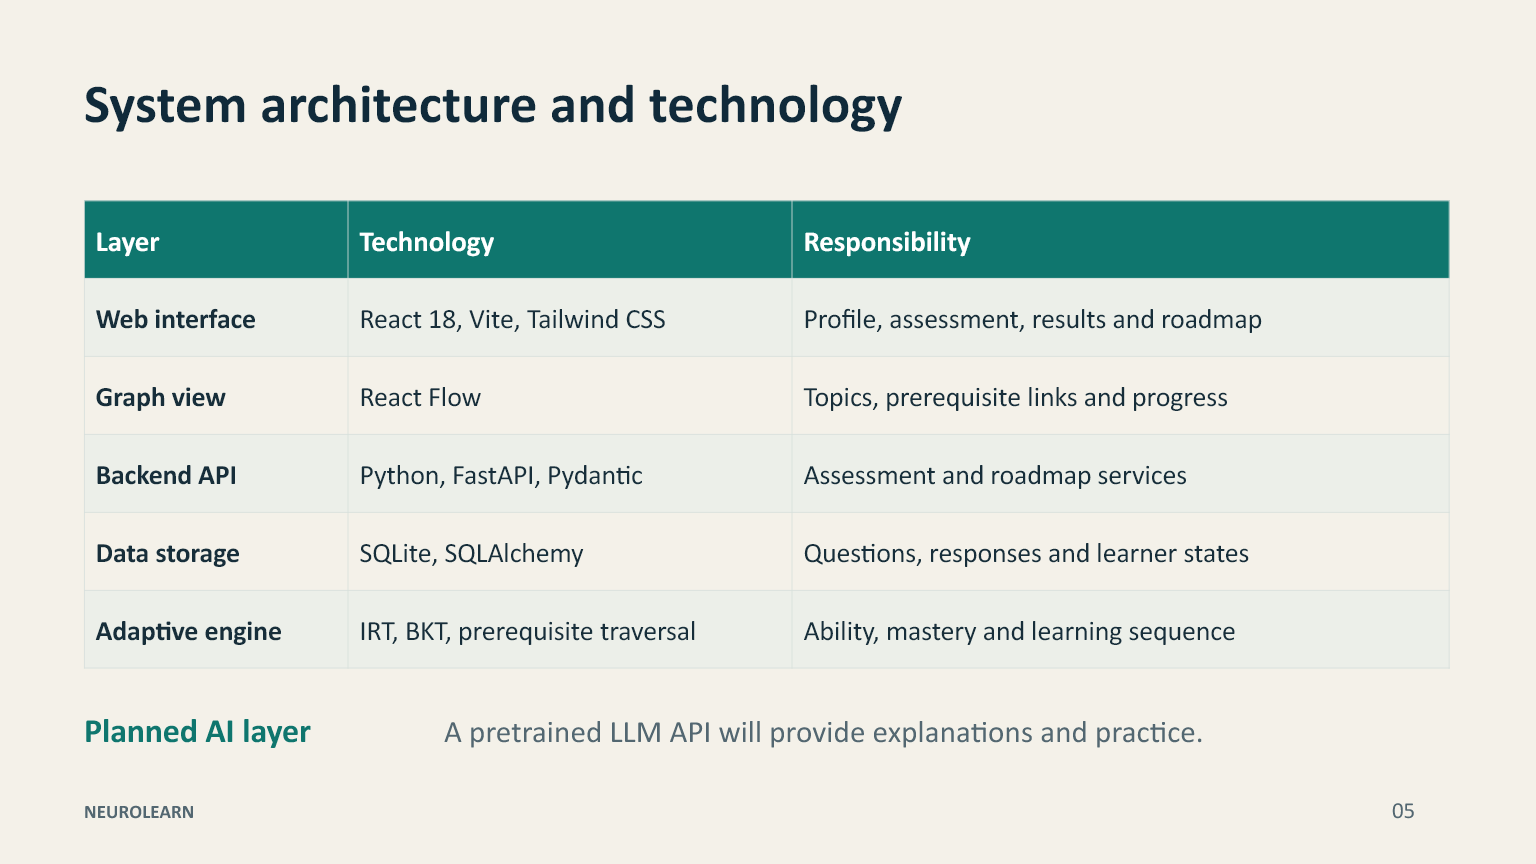 System architecture and technology
Layer Technology Responsibility
Web interface React 18, Vite, Tailwind CSS Profile, assessment, results and roadmap
Graph view React Flow Topics, prerequisite links and progress
Backend API Python, FastAPI, Pydantic Assessment and roadmap services
Data storage SQLite, SQLAlchemy Questions, responses and learner states
Adaptive engine IRT, BKT, prerequisite traversal Ability, mastery and learning sequence
Planned AI layer A pretrained LLM API will provide explanations and practice.
NEUROLEARN 05